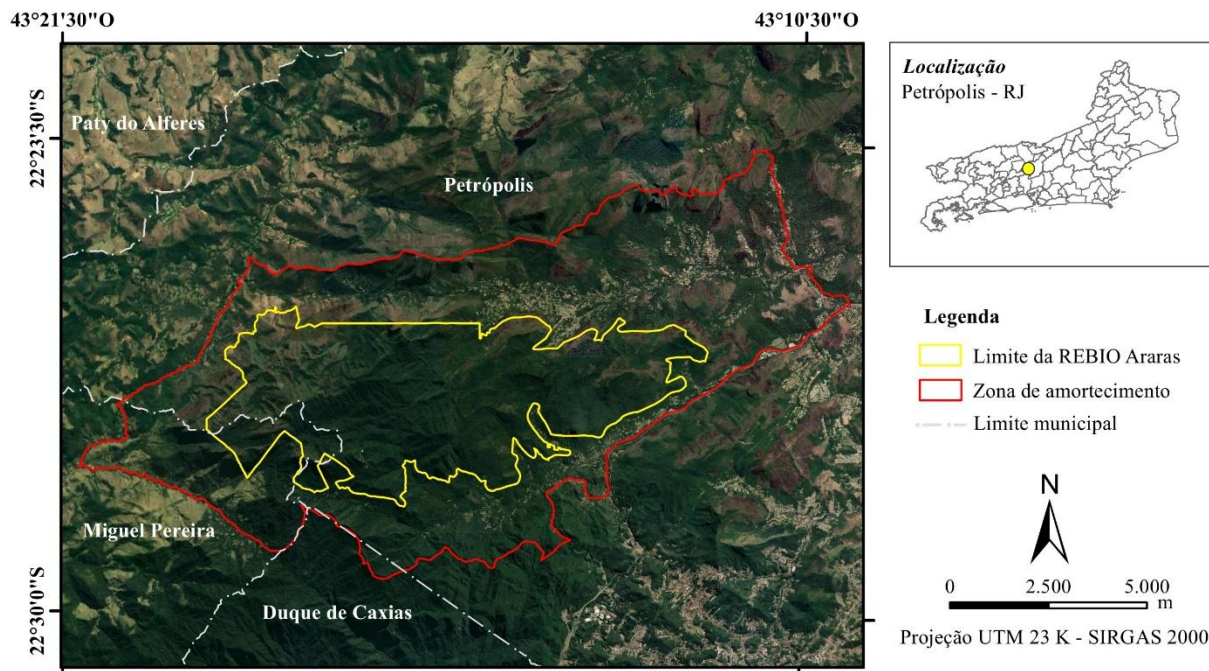 43°21'30"O
43°10'30"O
22°23'30"S
22°30'0"S
Paty do Alferes
Petrópolis
Miguel Pereira
Duque de Caxias
Localização
Petrópolis - RJ
Legenda
Limite da REBIO Araras
Zona de amortecimento
Limite municipal
N
0 2.500 5.000
m
Projeção UTM 23 K - SIRGAS 2000